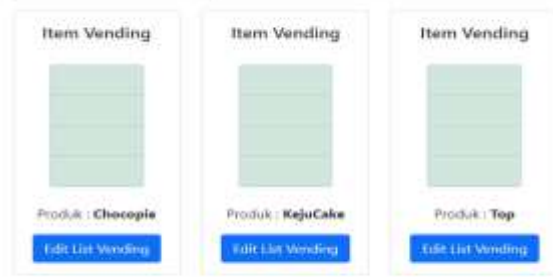 Item Vending
Produk : Chocopie
Edit List Vending
Item Vending
Produk : KejuCake
Edit List Vending
Item Vending
Produk : Top
Edit List Vending